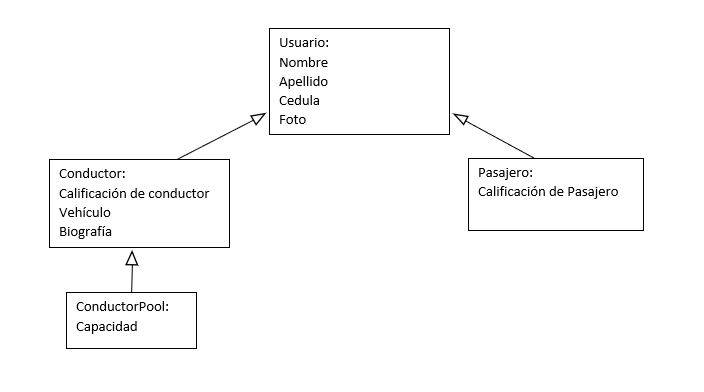 Usuario:
Nombre
Apellido
Cedula
Foto
Conductor:
Calificación de conductor
Vehículo
Biografía
Pasajero:
Calificación de Pasajero
ConductorPool:
Capacidad